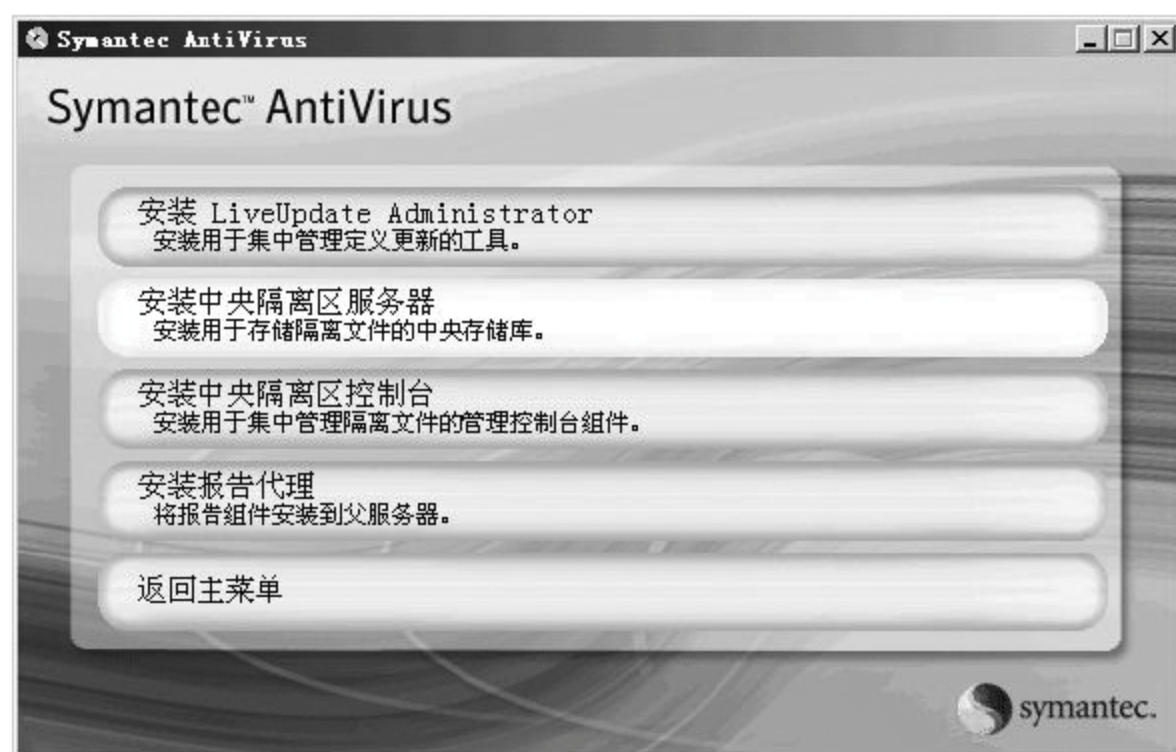 Symantec AntiVirus
Symantec™ AntiVirus
安装 LiveUpdate Administrator
安装用于集中管理定义更新的工具。
安装中央隔离区服务器
安装用于存储隔离文件的中央存储库。
安装中央隔离区控制台
安装用于集中管理隔离文件的管理控制台组件。
安装报告代理
将报告组件安装到父服务器。
返回主菜单
symantec.